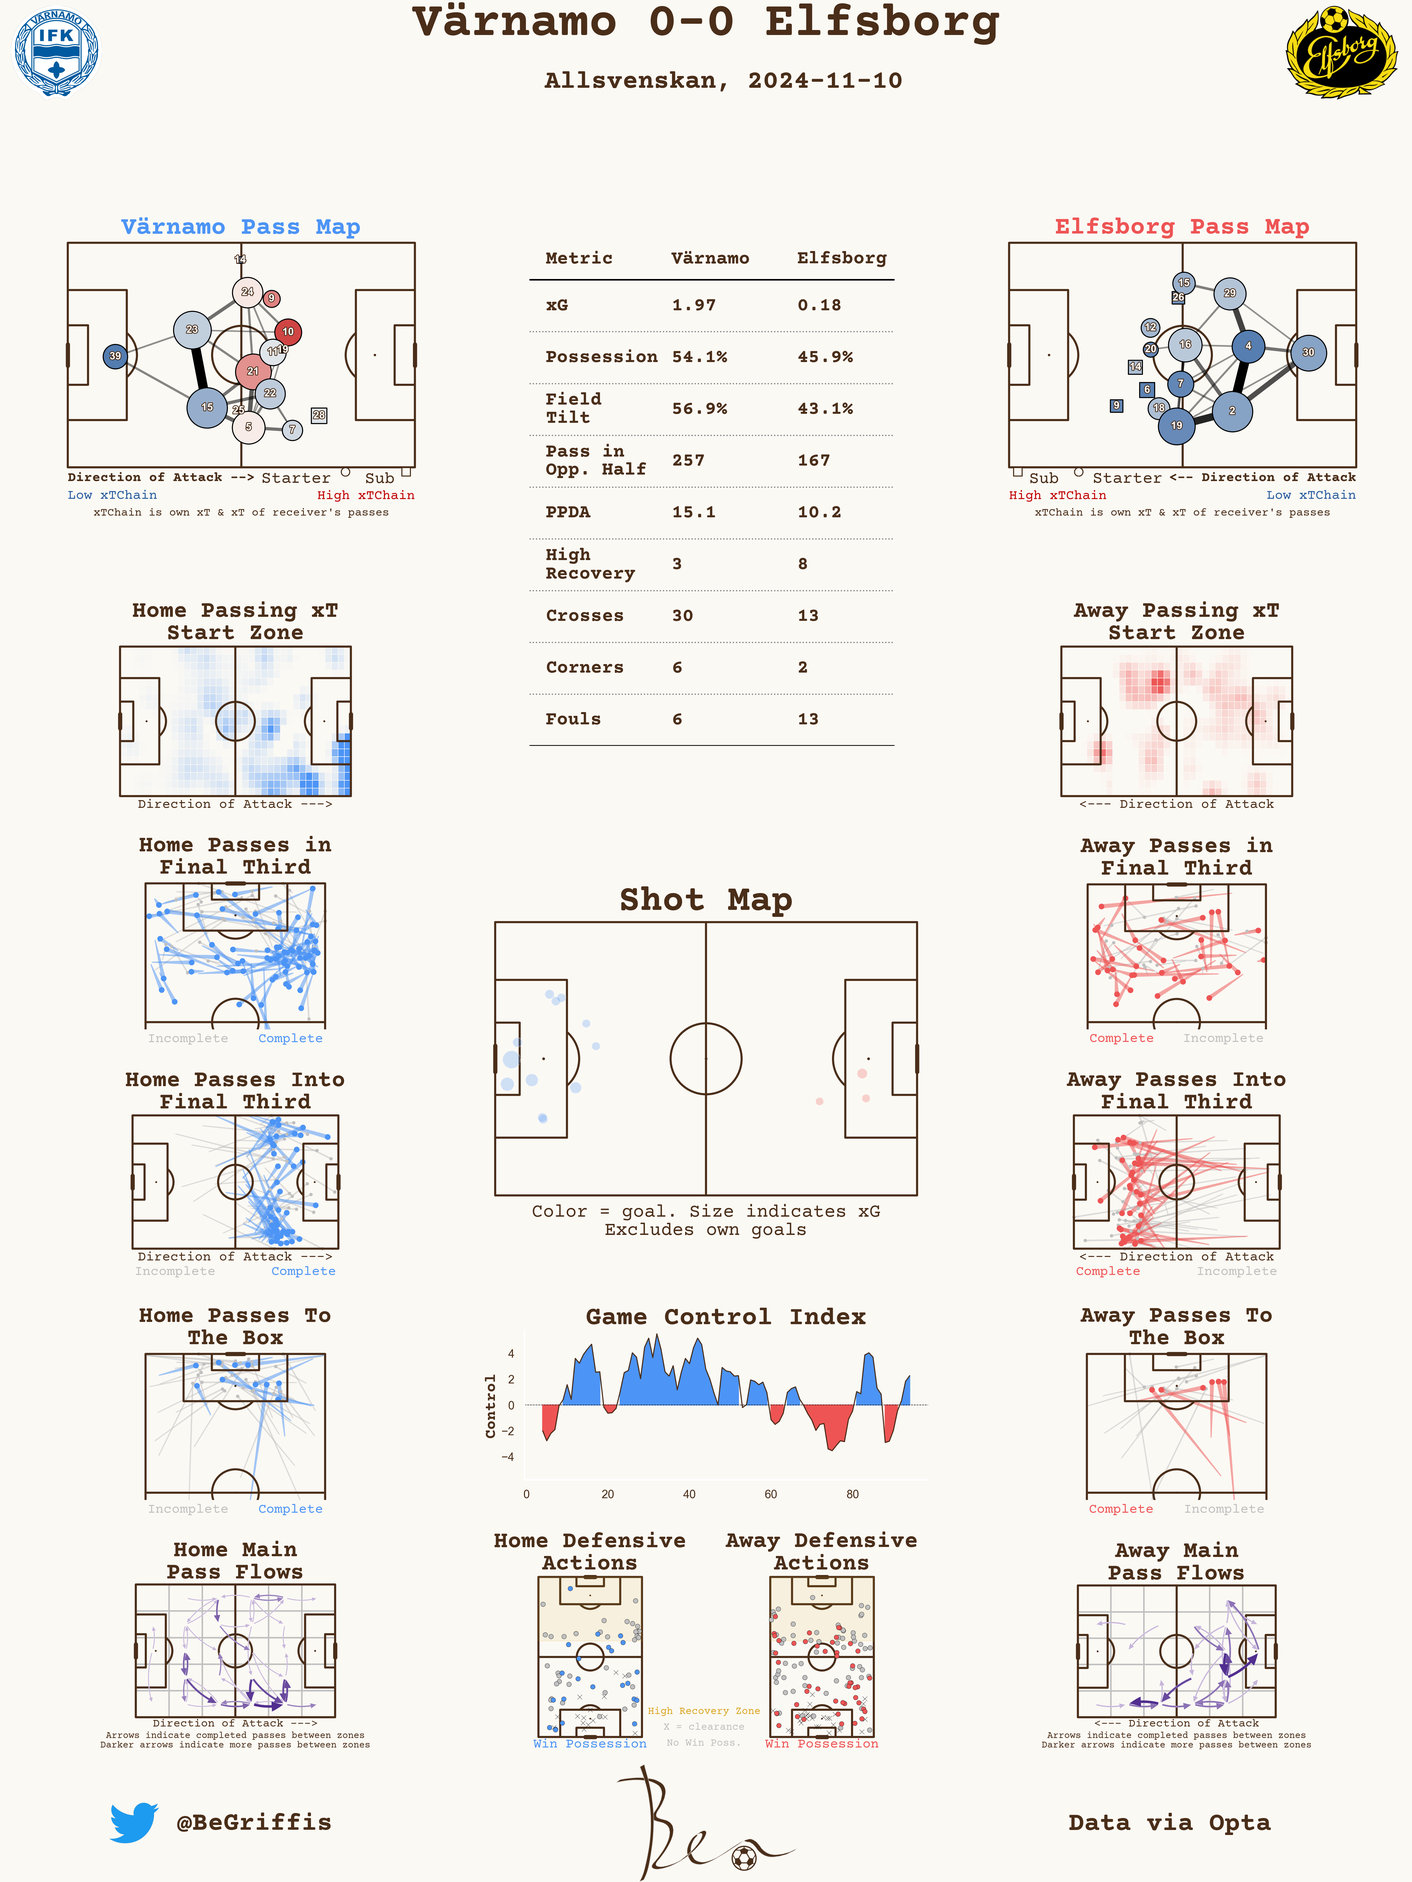 Värnamo 0-0 Elfsborg
Allsvenskan, 2024-11-10
VÄRNAMO
IFK
Elfsborg
Värnamo Pass Map
14
24
9
23
10
11
19
39
21
22
15
25
28
5
7
Direction of Attack --> Starter Sub
Low xTChain High xTChain
xTChain is own xT & xT of receiver's passes
Metric Värnamo Elfsborg
xG 1.97 0.18
Possession 54.1% 45.9%
Field
Tilt 56.9% 43.1%
Pass in
Opp. Half 257 167
PPDA 15.1 10.2
High
Recovery 3 8
Crosses 30 13
Corners 6 2
Fouls 6 13
Elfsborg Pass Map
15
26
29
12
20
16
4
30
14
7
6
9
18
2
19
Sub Starter <-- Direction of Attack
High xTChain Low xTChain
xTChain is own xT & xT of receiver's passes
Home Passing xT
Start Zone
Direction of Attack --->
Away Passing xT
Start Zone
<--- Direction of Attack
Home Passes in
Final Third
Incomplete Complete
Away Passes in
Final Third
Complete Incomplete
Shot Map
Color = goal. Size indicates xG
Excludes own goals
Home Passes Into
Final Third
Direction of Attack --->
Incomplete Complete
Away Passes Into
Final Third
<--- Direction of Attack
Complete Incomplete
Home Passes To
The Box
Incomplete Complete
Game Control Index
Control
4
2
0
−2
−4
0 20 40 60 80
Away Passes To
The Box
Complete Incomplete
Home Main
Pass Flows
Direction of Attack --->
Arrows indicate completed passes between zones
Darker arrows indicate more passes between zones
Home Defensive
Actions
Win Possession
High Recovery Zone
X = clearance
No Win Poss.
Away Defensive
Actions
Win Possession
Away Main
Pass Flows
<--- Direction of Attack
Arrows indicate completed passes between zones
Darker arrows indicate more passes between zones
@BeGriffis
Ben
Data via Opta